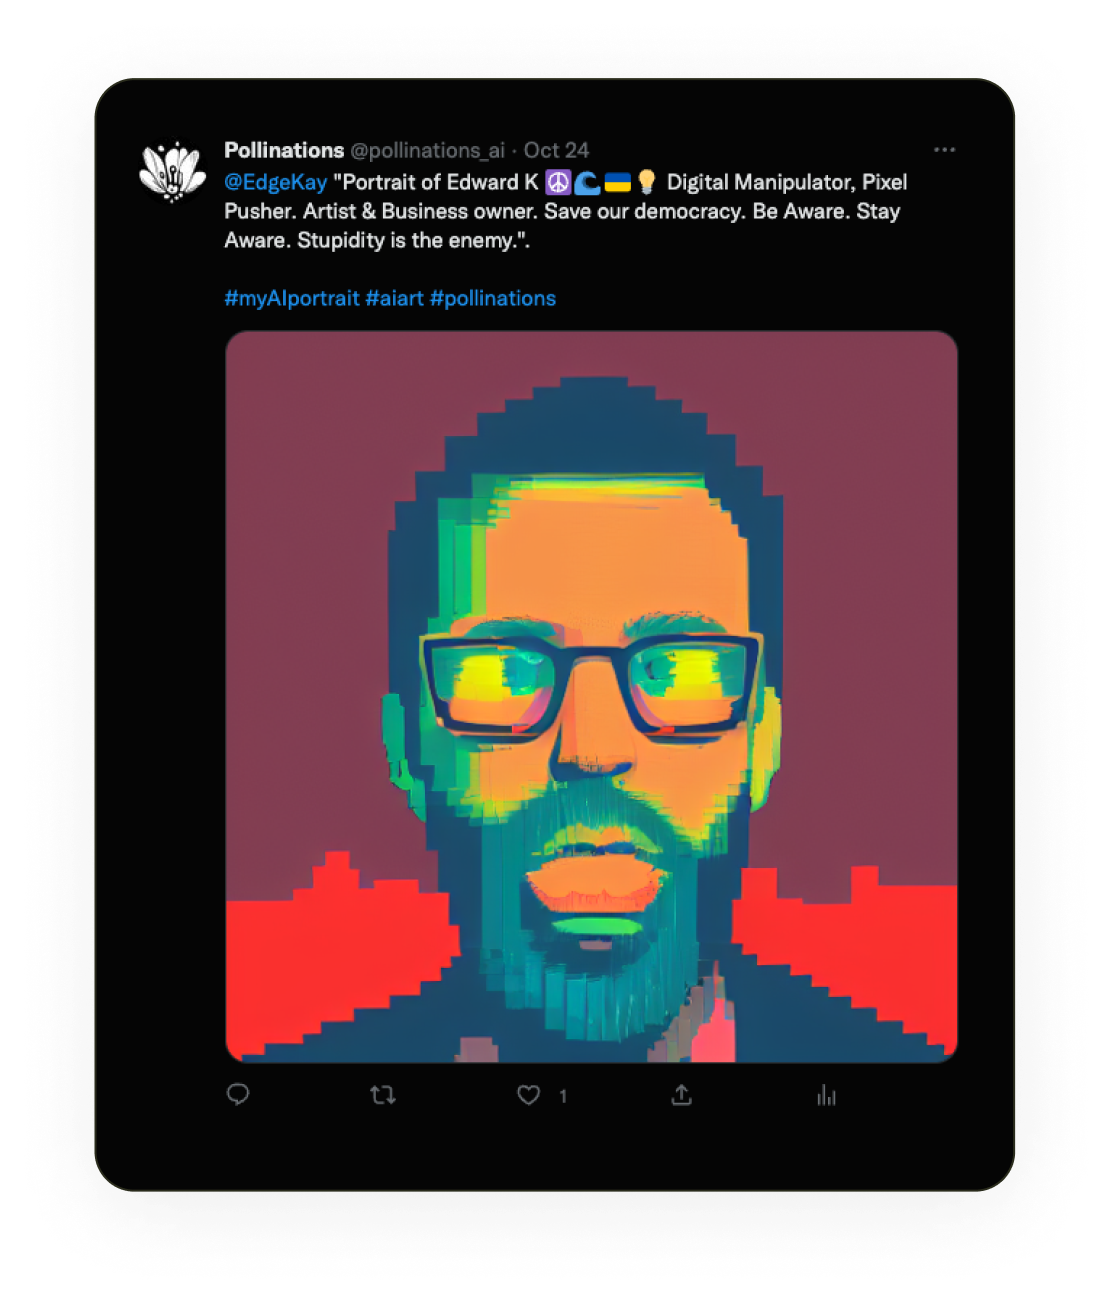 Pollinations @pollinations_ai · Oct 24
@EdgeKay "Portrait of Edward K ☮️🌊🇺🇦💡 Digital Manipulator, Pixel
Pusher. Artist & Business owner. Save our democracy. Be Aware. Stay
Aware. Stupidity is the enemy.".
#myAIportrait #aiart #pollinations
1